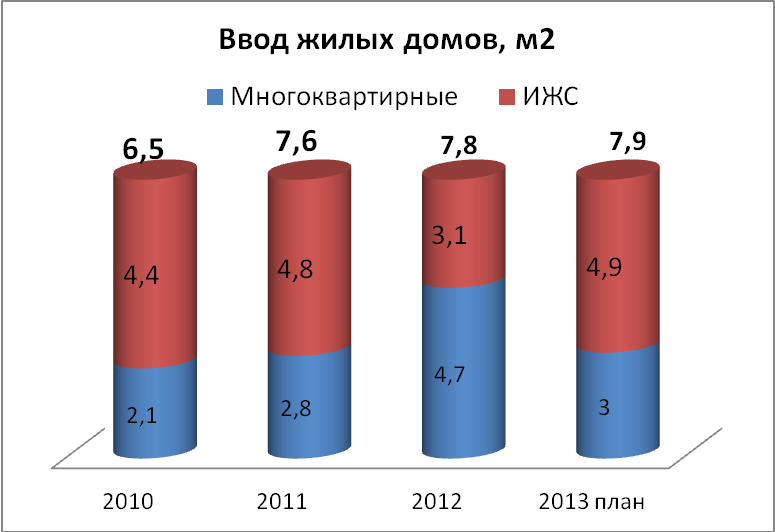 Ввод жилых домов, м2
Многоквартирные ИЖС
6,5 7,6 7,8 7,9
4,4 4,8 3,1 4,9
2,1 2,8 4,7 3
2010 2011 2012 2013 план